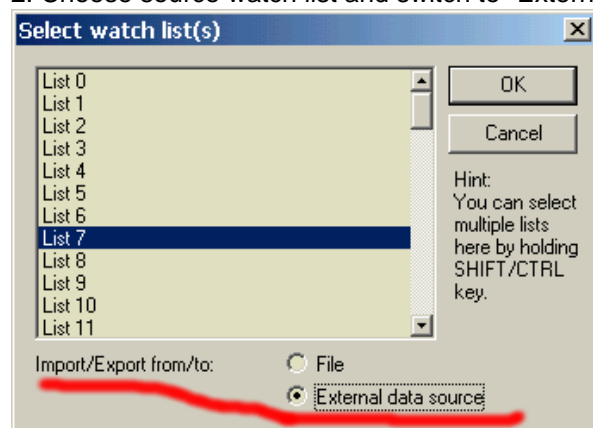 2. Choose source watch list and switch to "Extern
Select watch list(s)
List 0
List 1
List 2
List 3
List 4
List 5
List 6
List 7
List 8
List 9
List 10
List 11
OK
Cancel
Hint:
You can select
multiple lists
here by holding
SHIFT/CTRL
key.
Import/Export from/to:
File
External data source